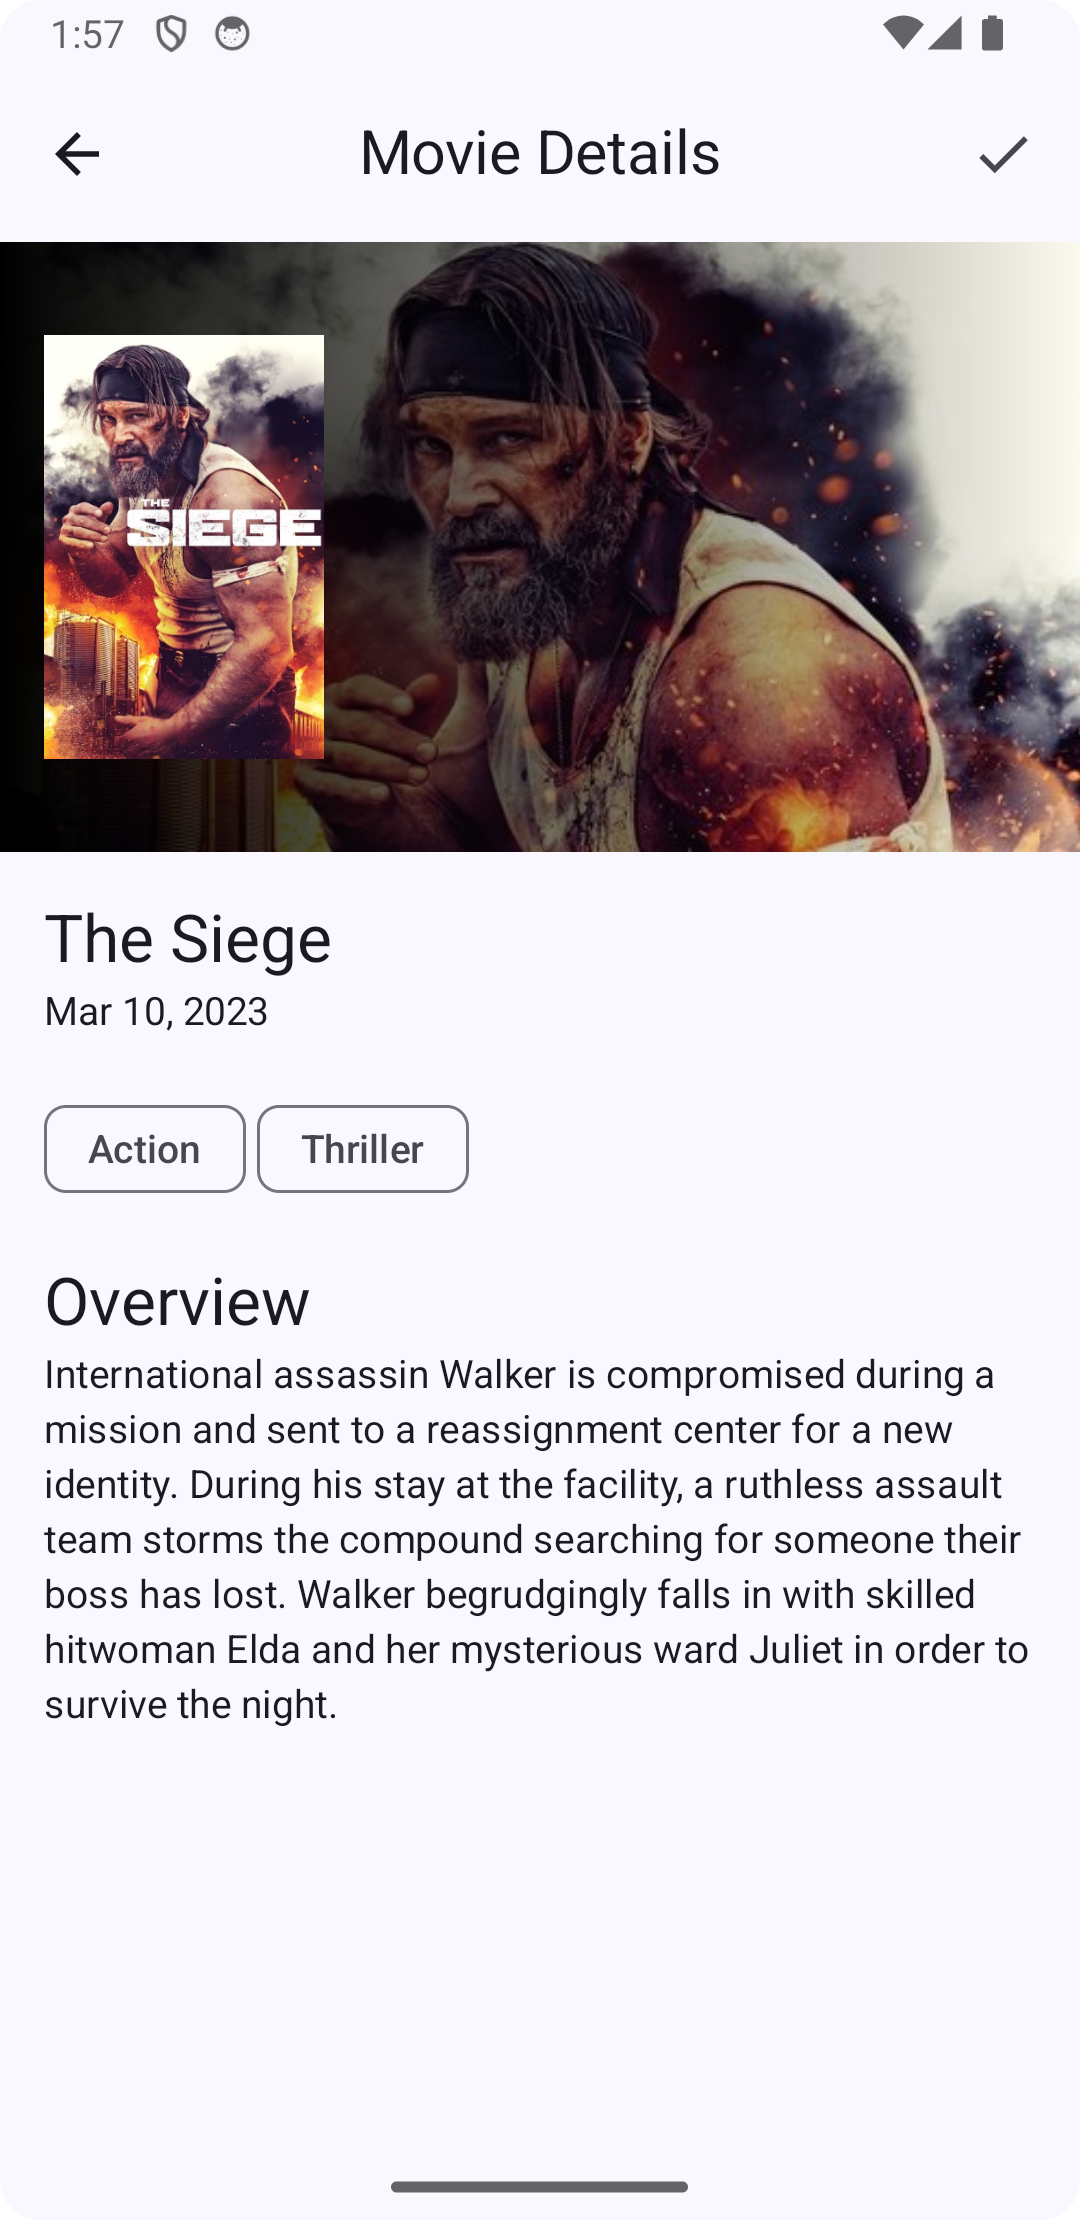 1:57
Movie Details
THE
SIEGE
The Siege
Mar 10, 2023
Action
Thriller
Overview
International assassin Walker is compromised during a
mission and sent to a reassignment center for a new
identity. During his stay at the facility, a ruthless assault
team storms the compound searching for someone their
boss has lost. Walker begrudgingly falls in with skilled
hitwoman Elda and her mysterious ward Juliet in order to
survive the night.